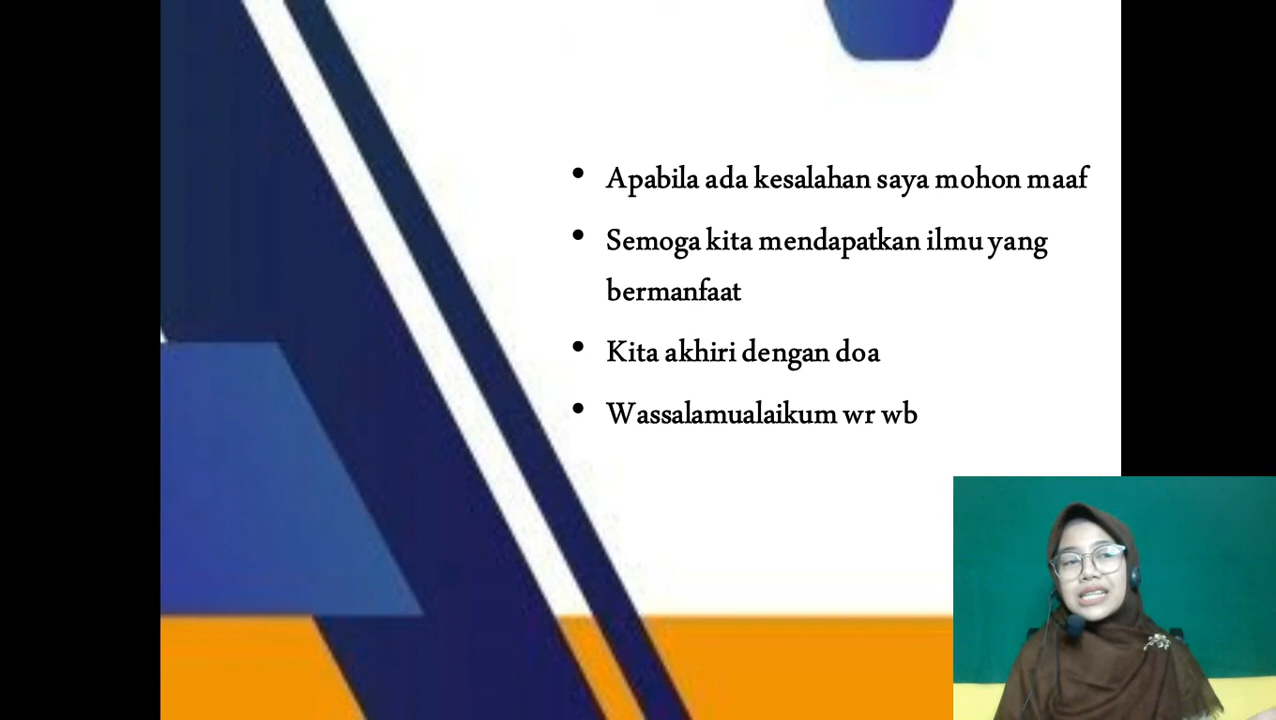 • Apabila ada kesalahan saya mohon maaf
• Semoga kita mendapatkan ilmu yang
bermanfaat
• Kita akhiri dengan doa
• Wassalamualaikum wr wb